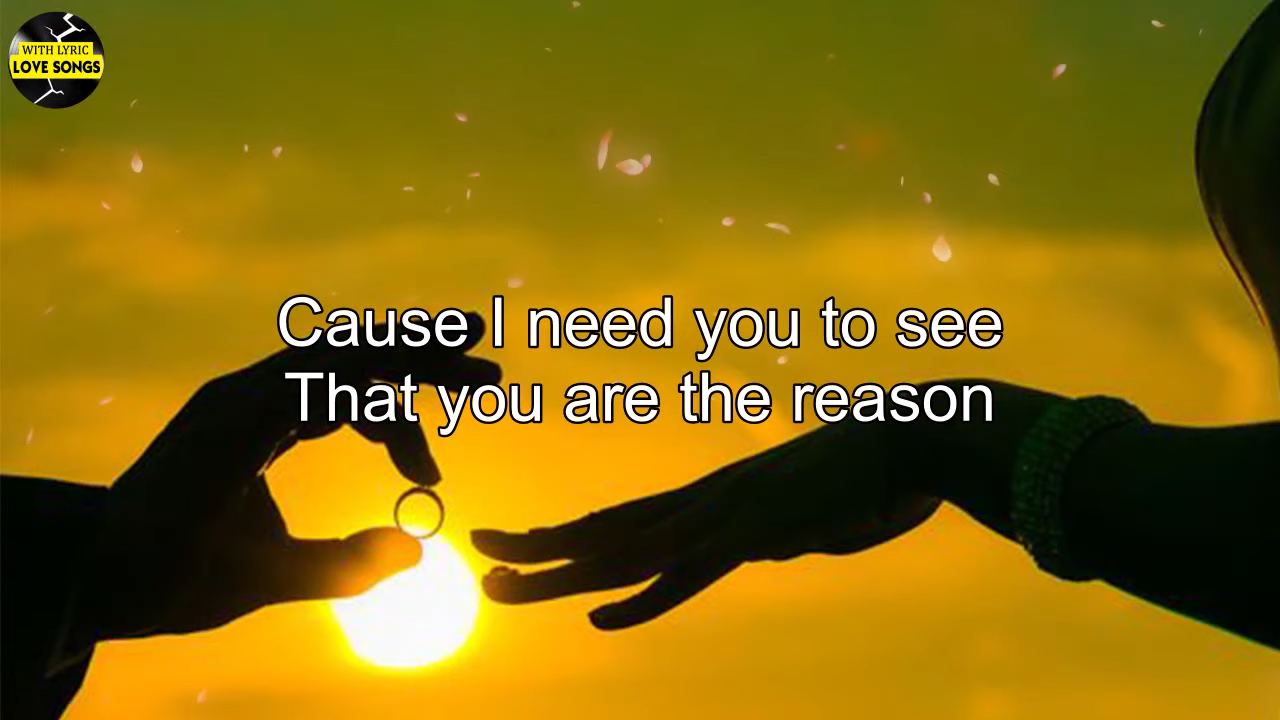 WITH LYRIC
LOVE SONGS
Cause I need you to see
That you are the reason